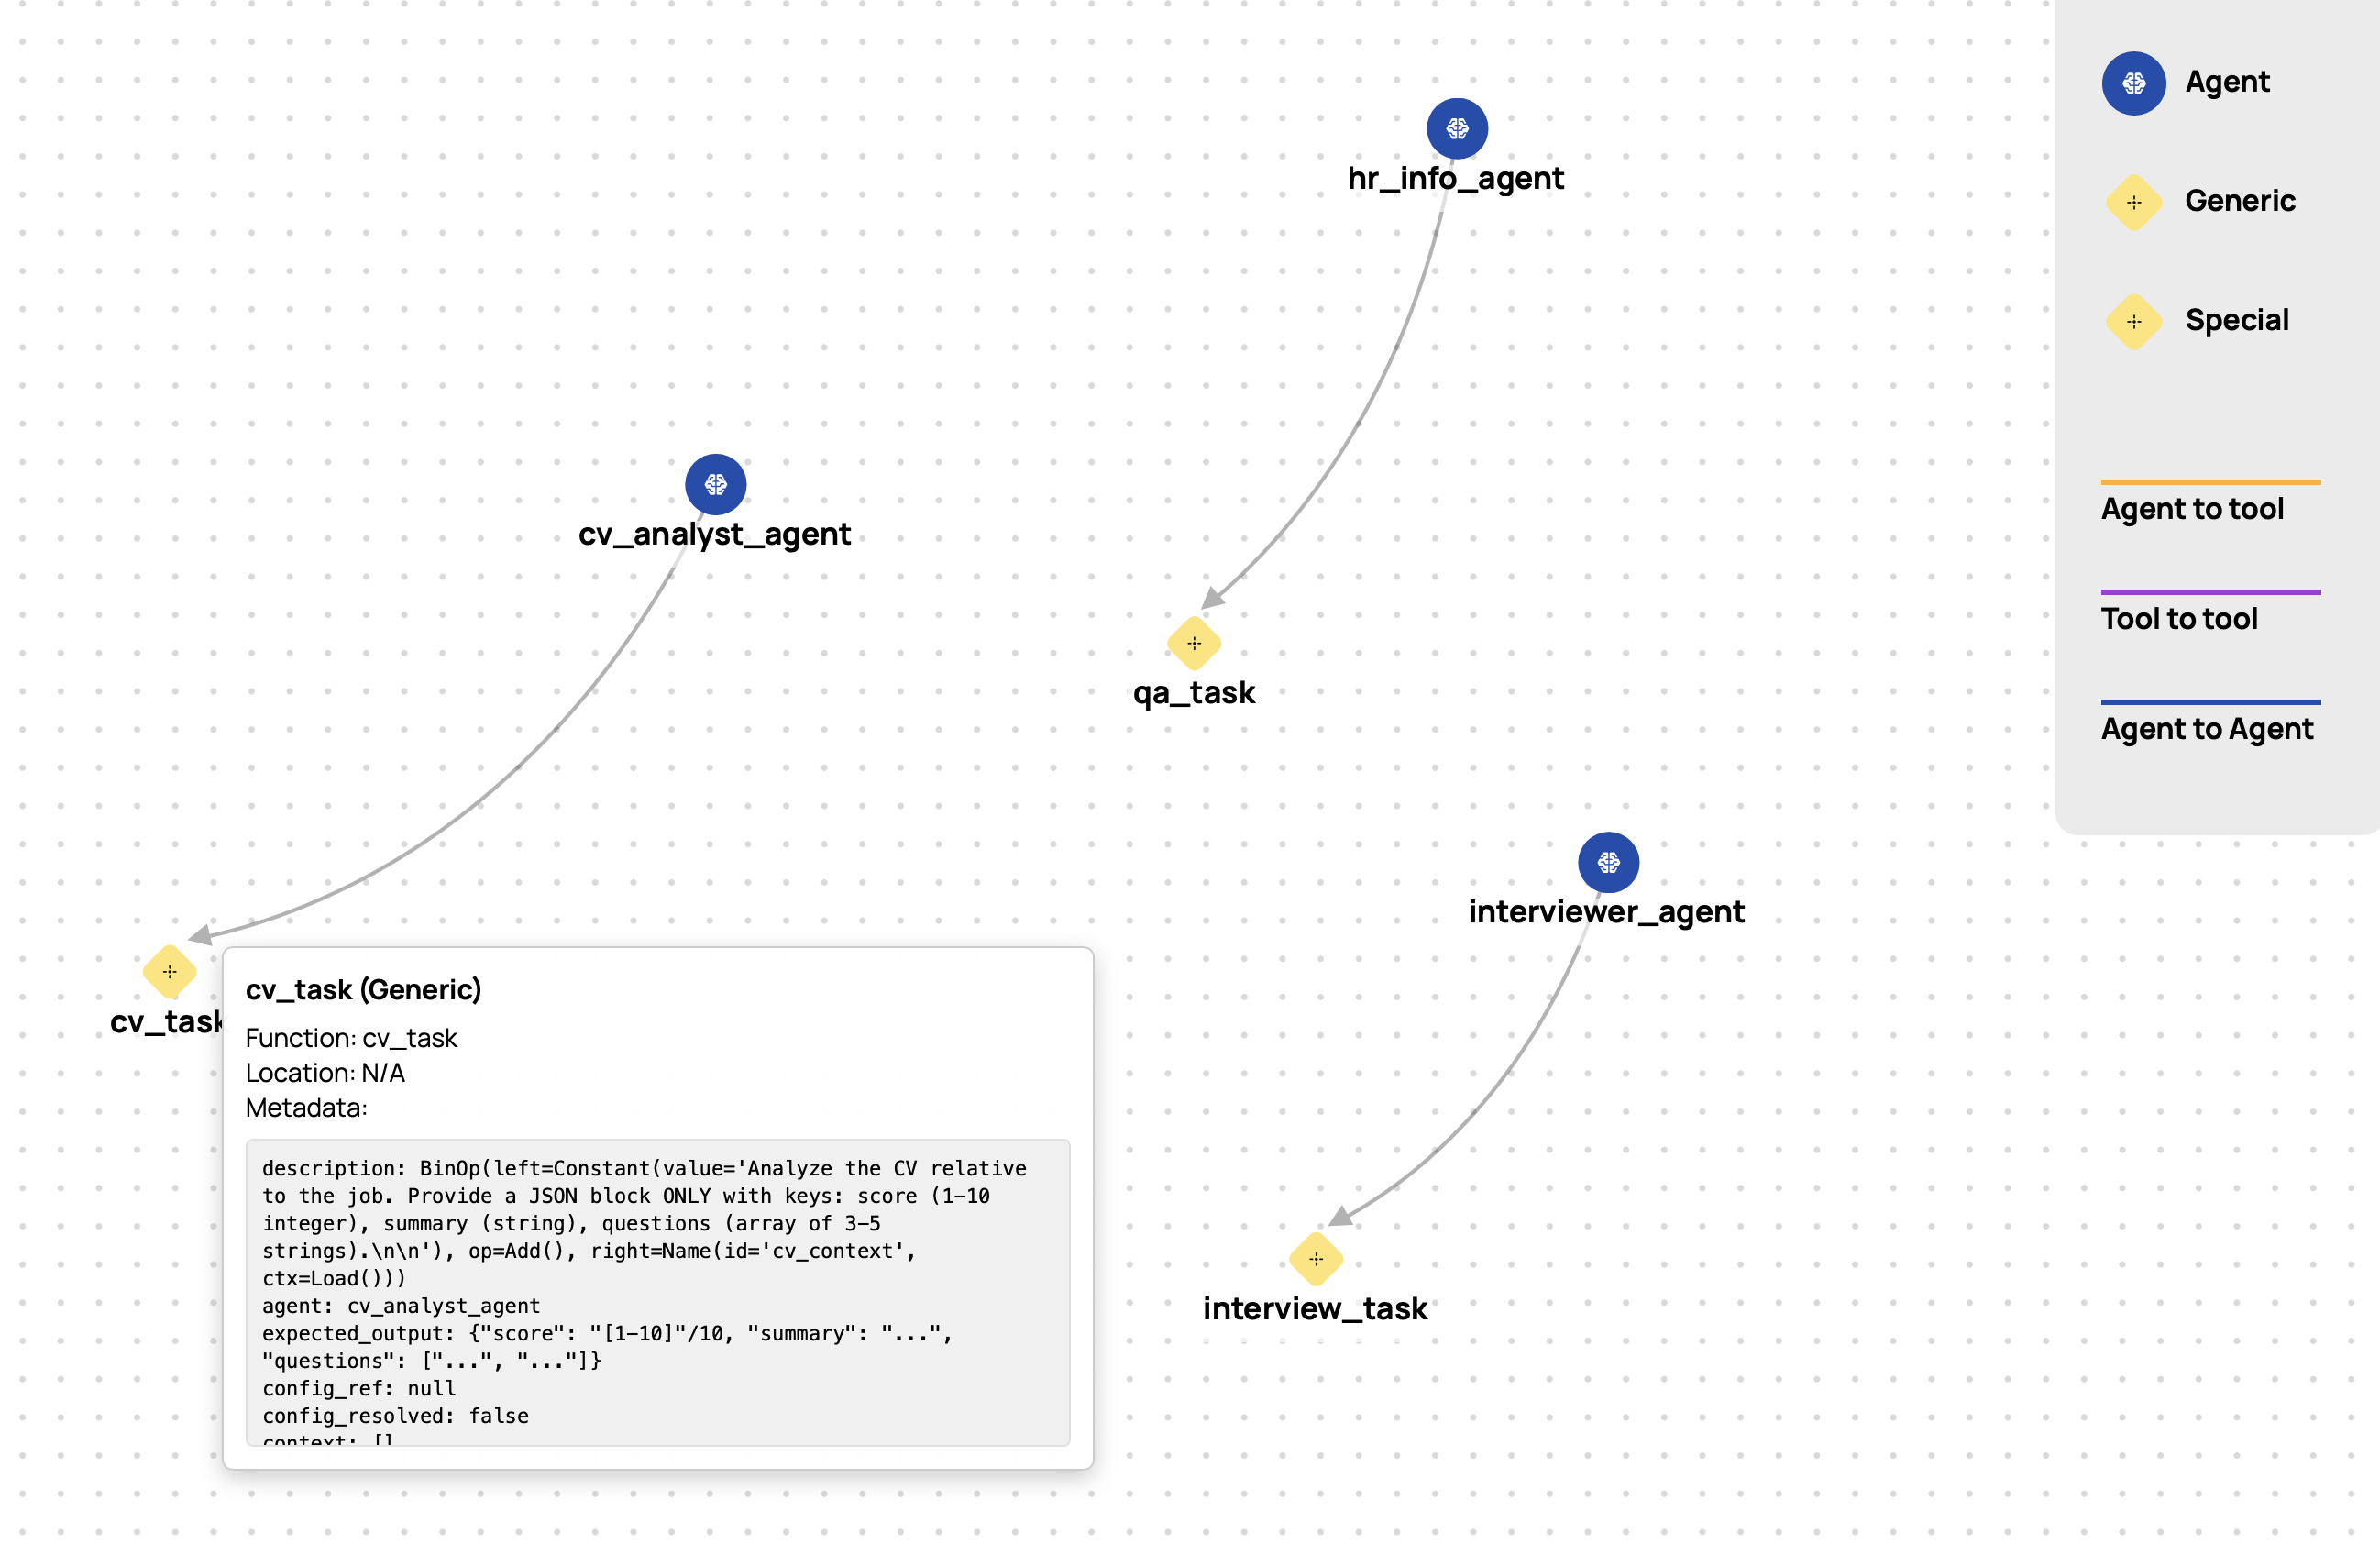 hr_info_agent
cv_analyst_agent
qa_task
interviewer_agent
cv_task
interview_task
cv_task (Generic)
Function: cv_task
Location: N/A
Metadata:
description: BinOp(left=Constant(value='Analyze the CV relative
to the job. Provide a JSON block ONLY with keys: score (1-10
integer), summary (string), questions (array of 3-5
strings).\n\n'), op=Add(), right=Name(id='cv_context',
ctx=Load()))
agent: cv_analyst_agent
expected_output: {"score": "[1-10]"/10, "summary": "...",
"questions": ["...", "..."]}
config_ref: null
config_resolved: false
context: []
Agent
Generic
Special
Agent to tool
Tool to tool
Agent to Agent